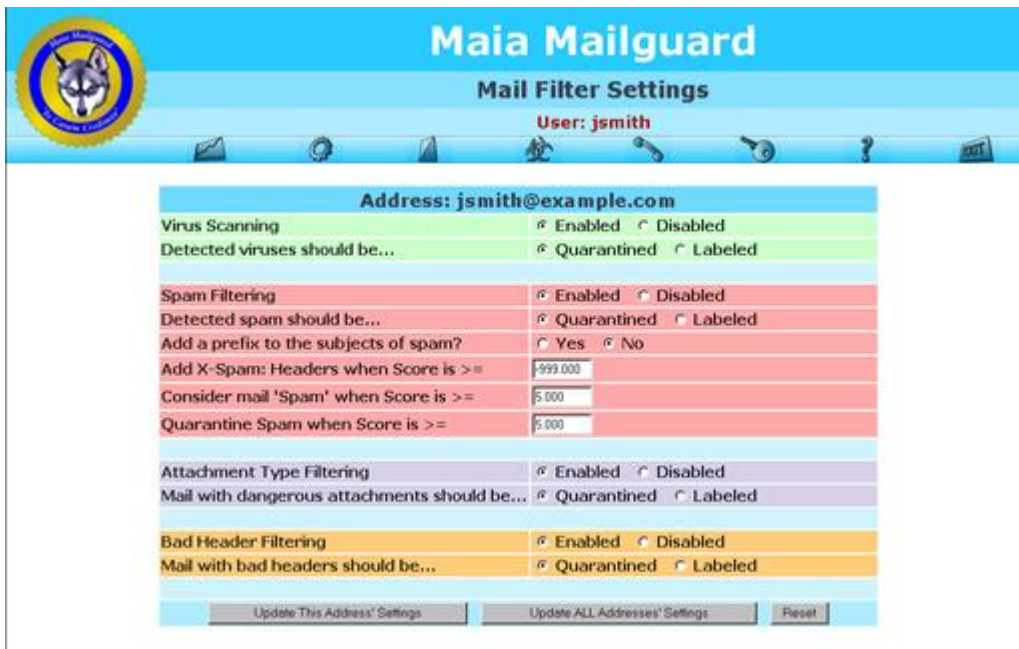 Maia Mailguard
Maia Mailguard
Mail Filter Settings
User: jsmith
EXIT
Address: jsmith@example.com
Virus Scanning Enabled Disabled
Detected viruses should be... Quarantined Labeled
Spam Filtering Enabled Disabled
Detected spam should be... Quarantined Labeled
Add a prefix to the subjects of spam? Yes No
Add X-Spam: Headers when Score is >= -999.000
Consider mail 'Spam' when Score is >= 5.000
Quarantine Spam when Score is >= 5.000
Attachment Type Filtering Enabled Disabled
Mail with dangerous attachments should be... Quarantined Labeled
Bad Header Filtering Enabled Disabled
Mail with bad headers should be... Quarantined Labeled
Update This Address' Settings Update ALL Addresses' Settings Reset